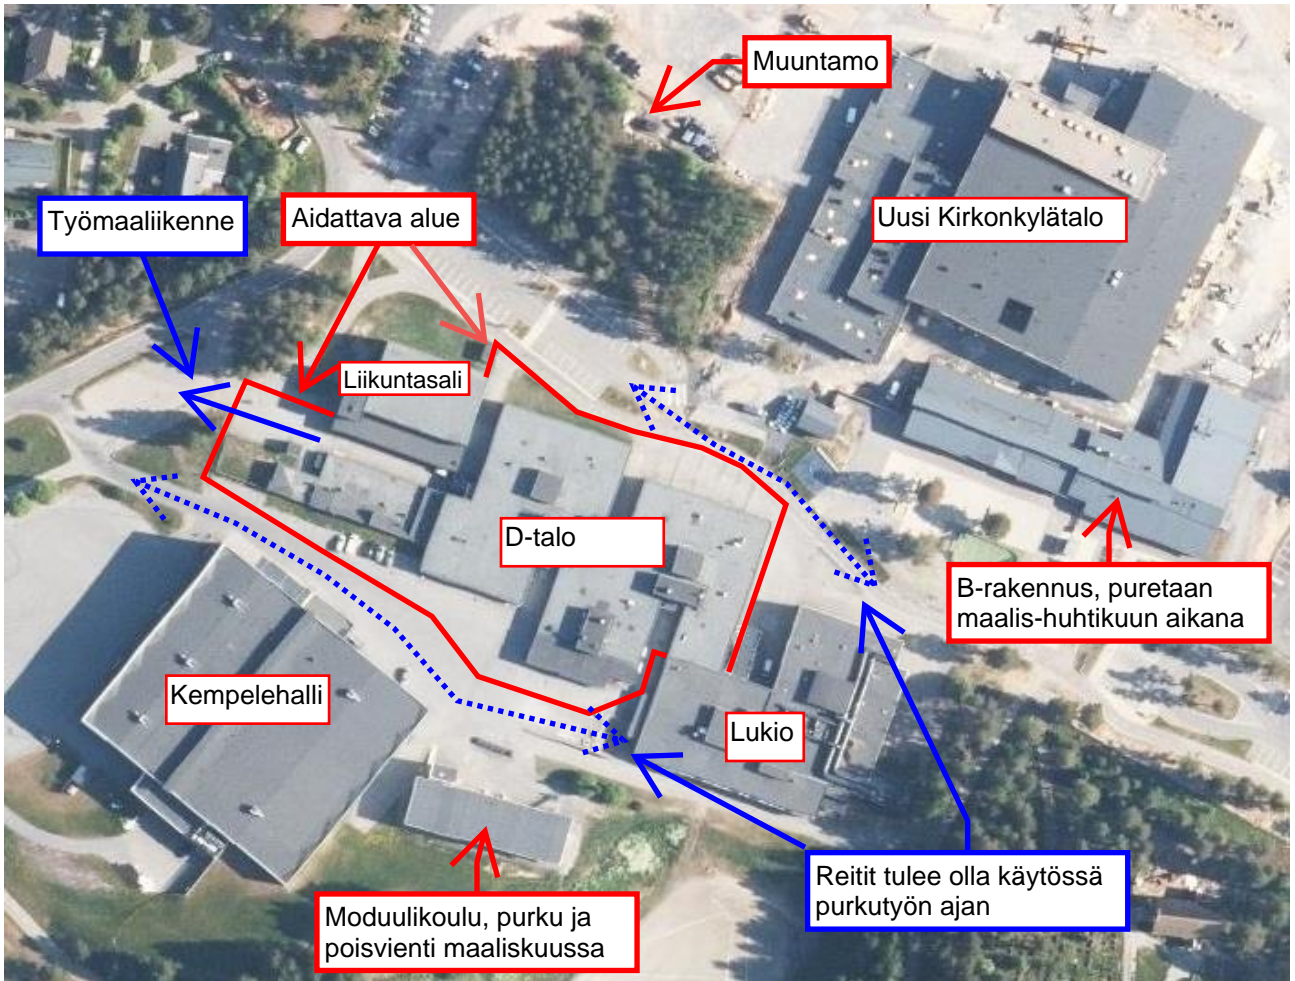 Muuntamo
Työmaaliikenne
Aidattava alue
Uusi Kirkonkylätalo
Liikuntasali
D-talo
B-rakennus, puretaan
maalis-huhtikuun aikana
Kempelehalli
Lukio
Reitit tulee olla käytössä
purkutyön ajan
Moduulikoulu, purku ja
poisvienti maaliskuussa